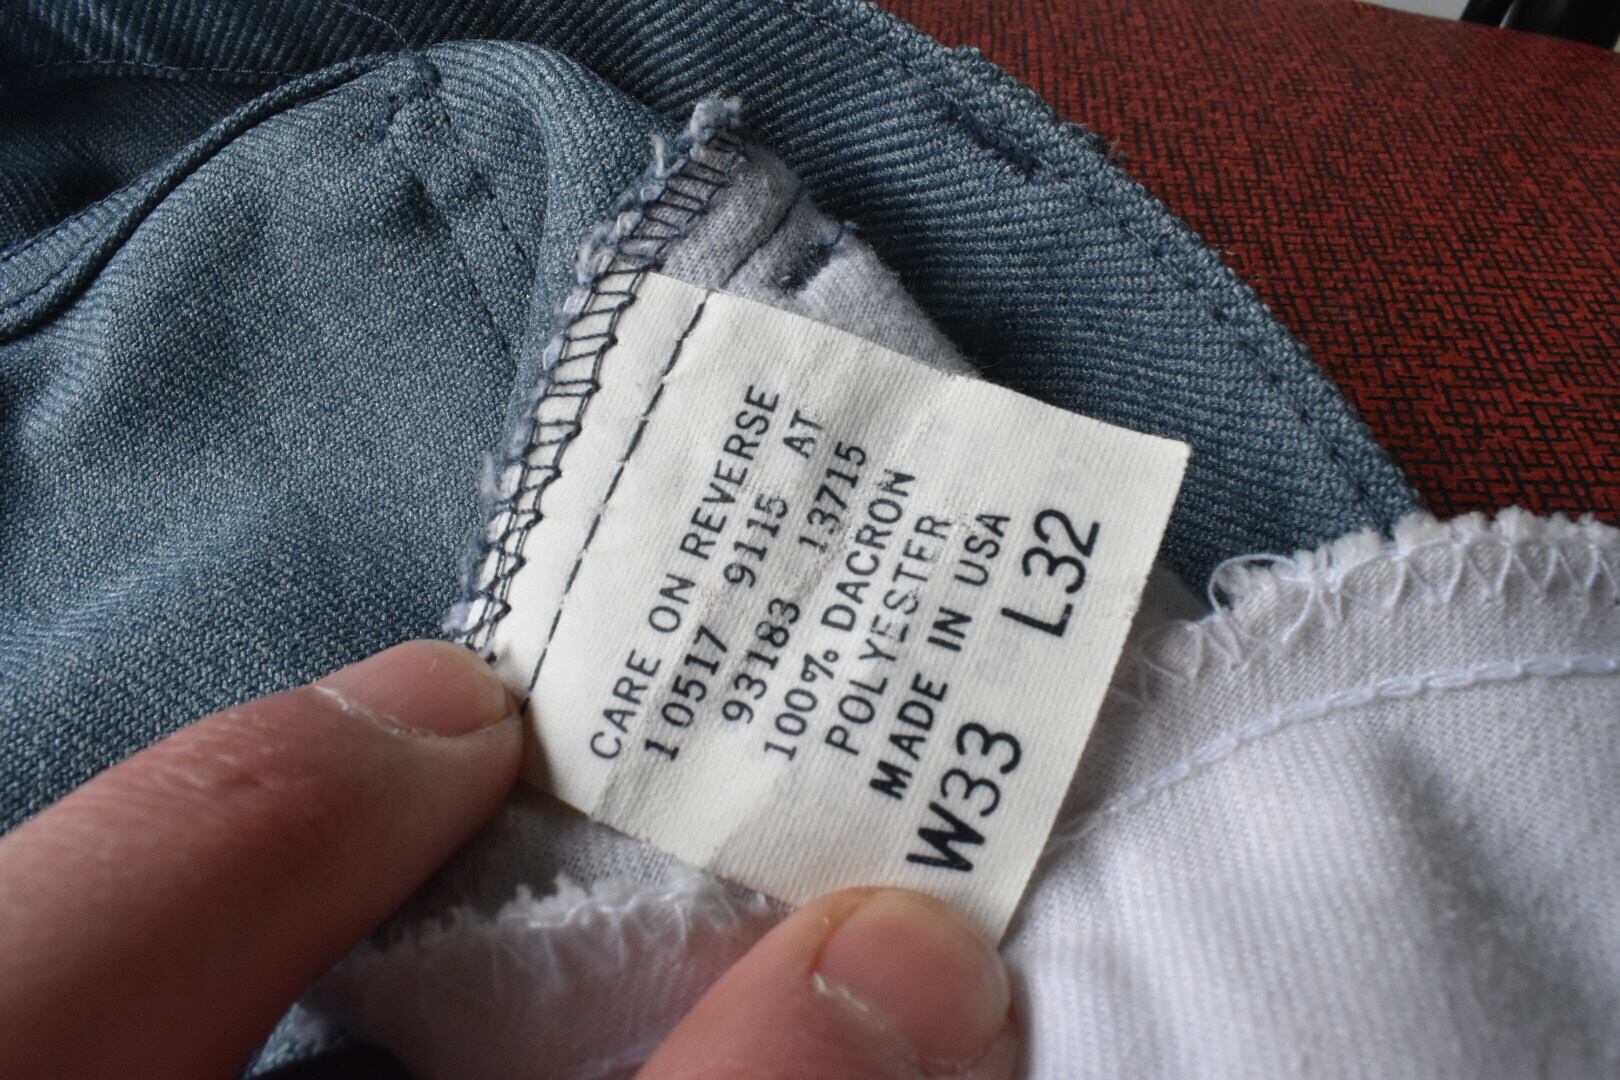 CARE ON REVERSE
10517 9115 AT
93183 13715
100% DACRON
POLYESTER
MADE IN USA
W33 L32